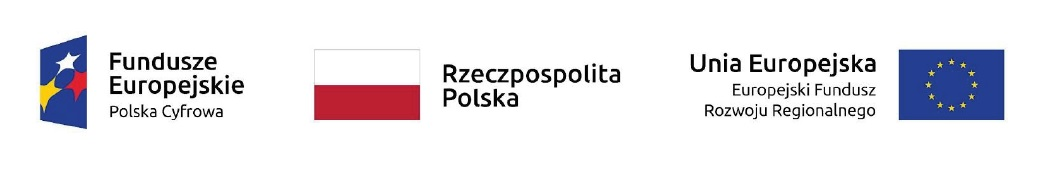 Fundusze
Europejskie
Polska Cyfrowa
Rzeczpospolita
Polska
Unia Europejska
Europejski Fundusz
Rozwoju Regionalnego